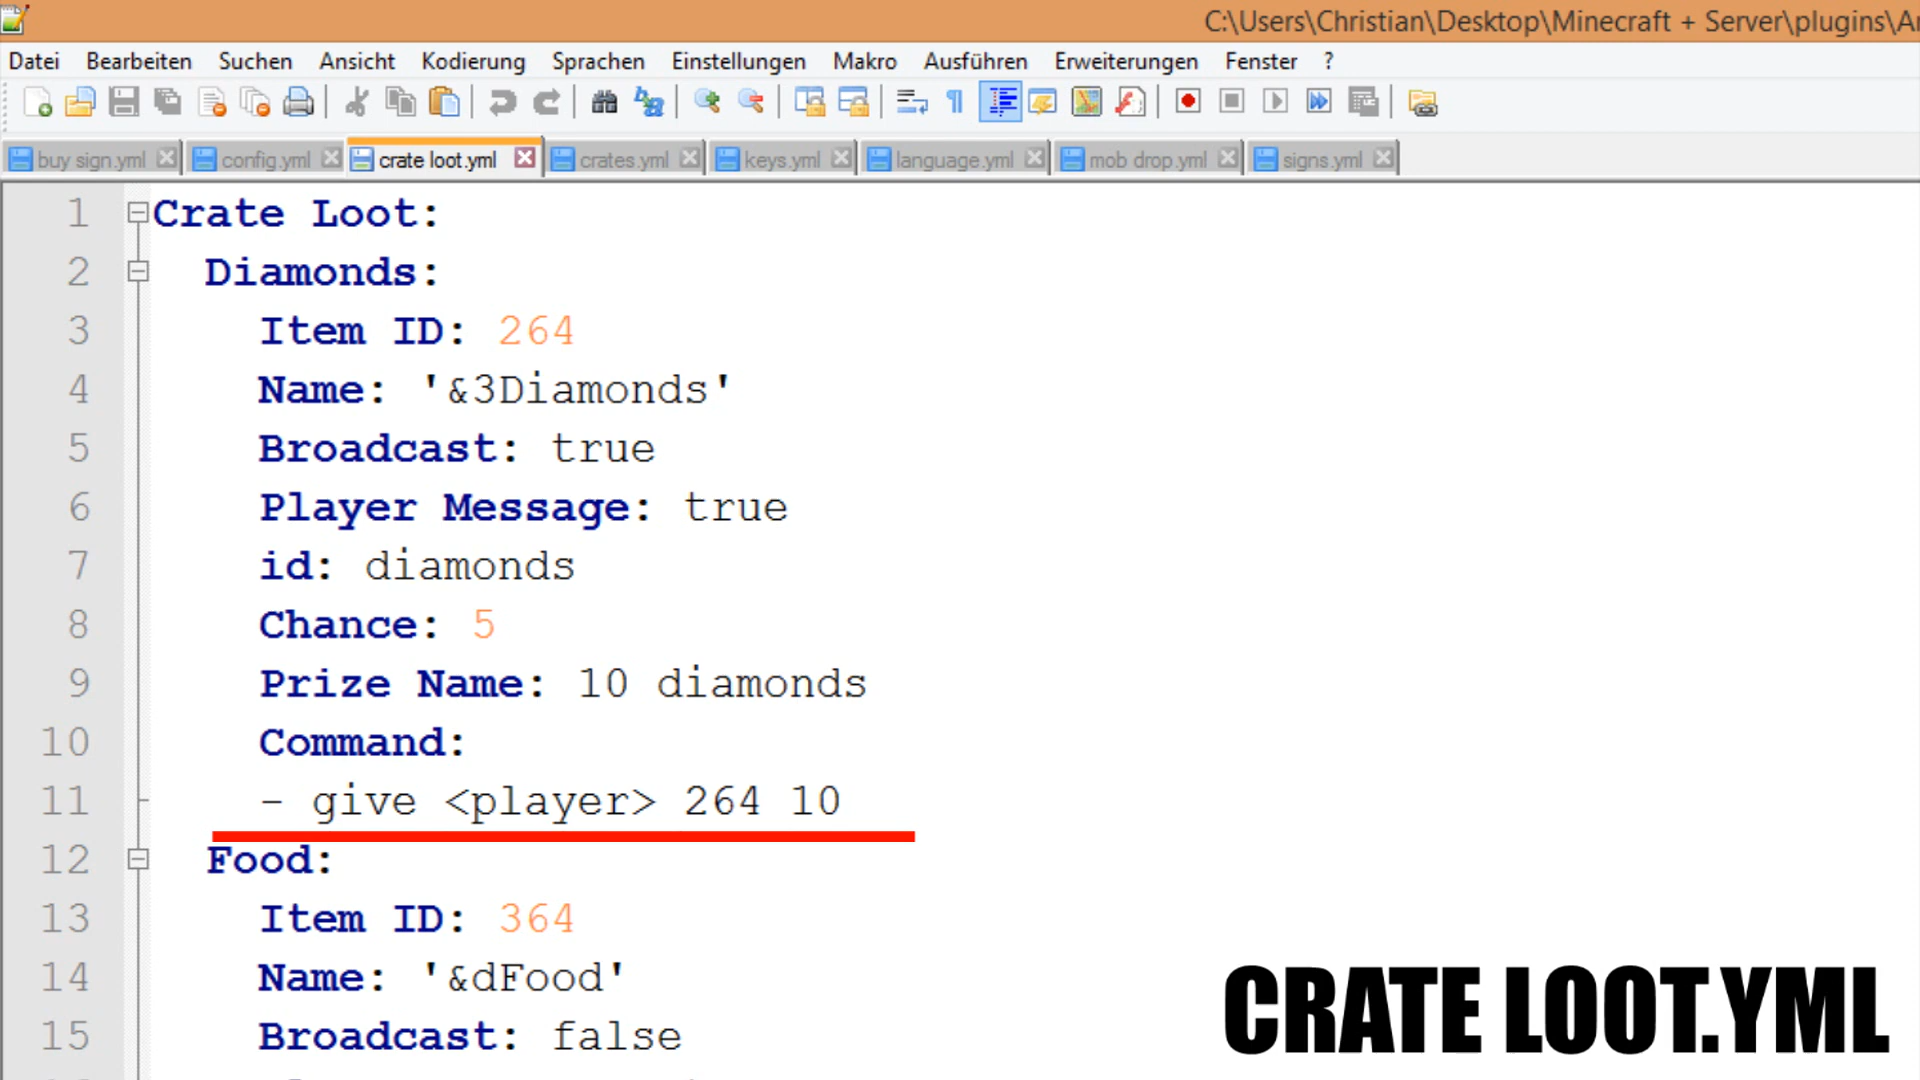 C:\Users\Christian\Desktop\Minecraft + Server\plugins\A
Datei Bearbeiten Suchen Ansicht Kodierung Sprachen Einstellungen Makro Ausführen Erweiterungen Fenster ?
buy sign.yml config.yml crate loot.yml crates.yml keys.yml language.yml mob drop.yml signs.yml
1 Crate Loot:
2 Diamonds:
3 Item ID: 264
4 Name: '&3Diamonds'
5 Broadcast: true
6 Player Message: true
7 id: diamonds
8 Chance: 5
9 Prize Name: 10 diamonds
10 Command:
11 - give <player> 264 10
12 Food:
13 Item ID: 364
14 Name: '&dFood'
15 Broadcast: false
CRATE LOOT.YML